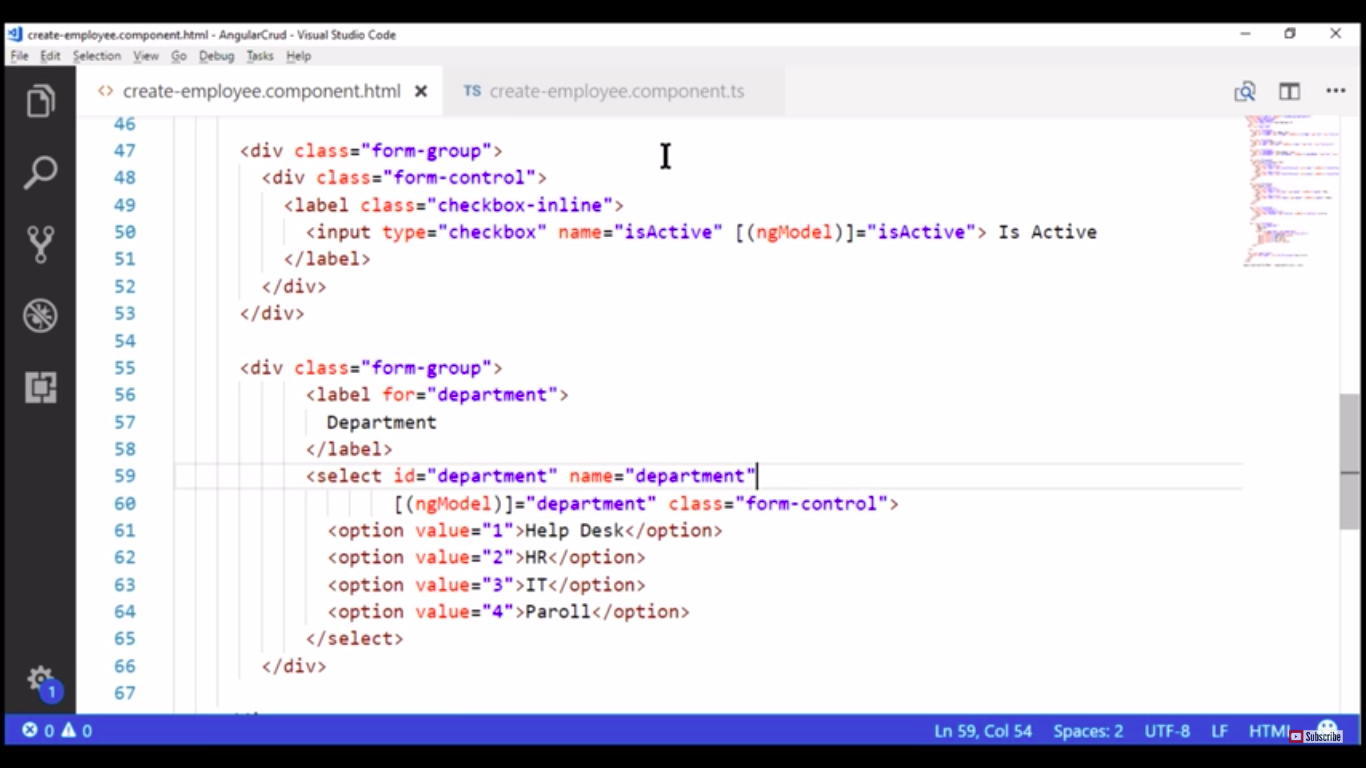 create-employee.component.html - AngularCrud - Visual Studio Code
File Edit Selection View Go Debug Tasks Help
create-employee.component.html
TS create-employee.component.ts
46
47 <div class="form-group">
48 <div class="form-control">
49 <label class="checkbox-inline">
50 <input type="checkbox" name="isActive" [(ngModel)]="isActive"> Is Active
51 </label>
52 </div>
53 </div>
54
55 <div class="form-group">
56 <label for="department">
57 Department
58 </label>
59 <select id="department" name="department"
60 [(ngModel)]="department" class="form-control">
61 <option value="1">Help Desk</option>
62 <option value="2">HR</option>
63 <option value="3">IT</option>
64 <option value="4">Paroll</option>
65 </select>
66 </div>
67
1
0 0 Ln 59, Col 54 Spaces: 2 UTF-8 LF HTML
Subscribe